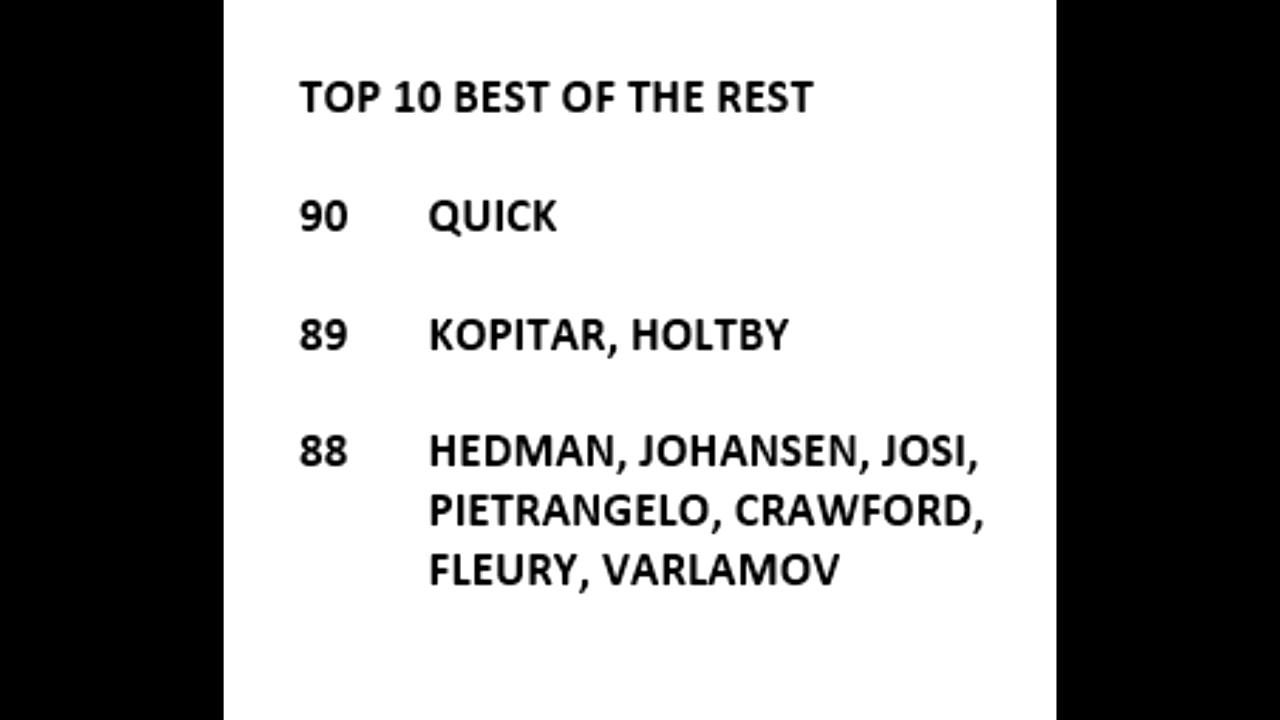 TOP 10 BEST OF THE REST
90 QUICK
89 KOPITAR, HOLTBY
88 HEDMAN, JOHANSEN, JOSI,
PIETRANGELO, CRAWFORD,
FLEURY, VARLAMOV